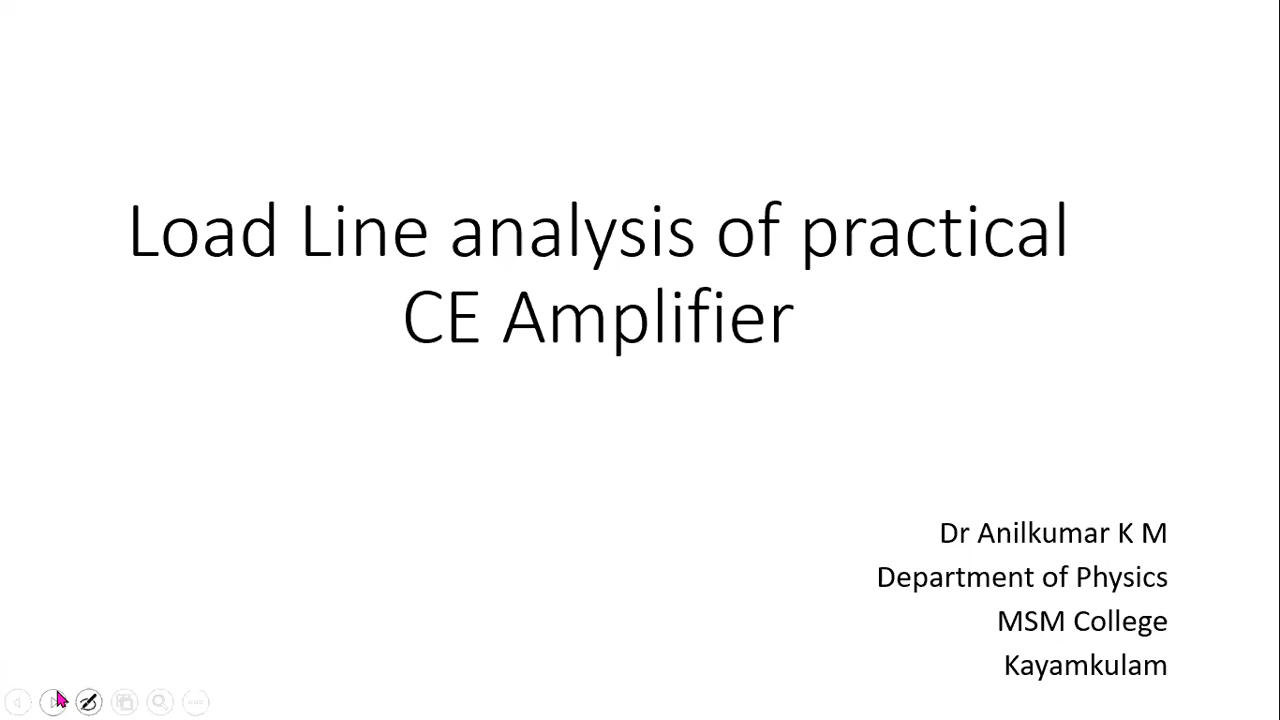 Load Line analysis of practical
CE Amplifier
Dr Anilkumar K M
Department of Physics
MSM College
Kayamkulam